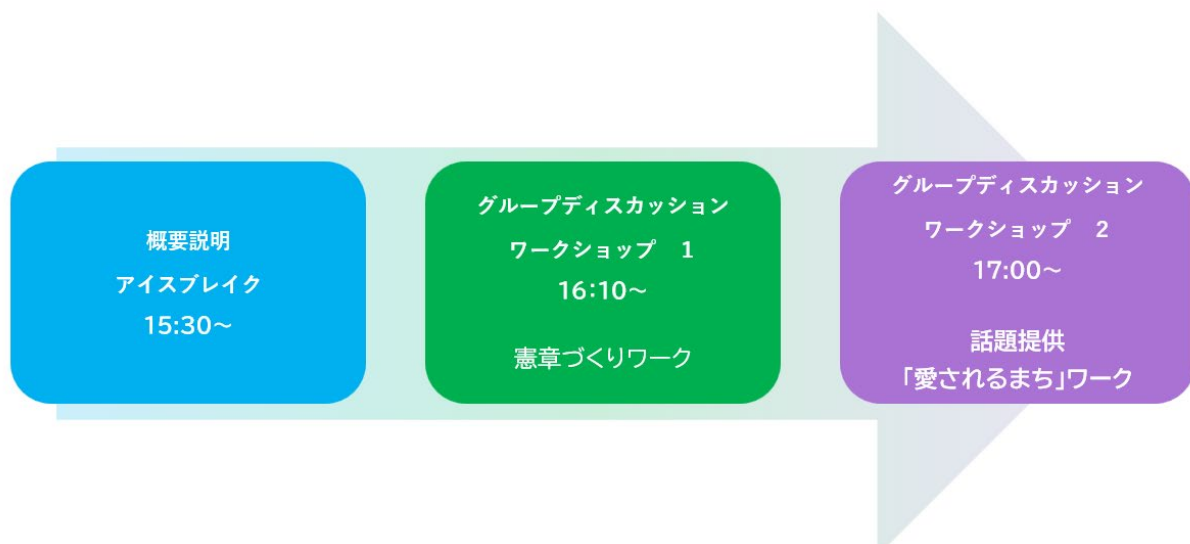 概要説明
アイスブレイク
15:30～
グループディスカッション
ワークショップ　1
16:10～
憲章づくりワーク
グループディスカッション
ワークショップ　2
17:00～
話題提供
「愛されるまち」ワーク